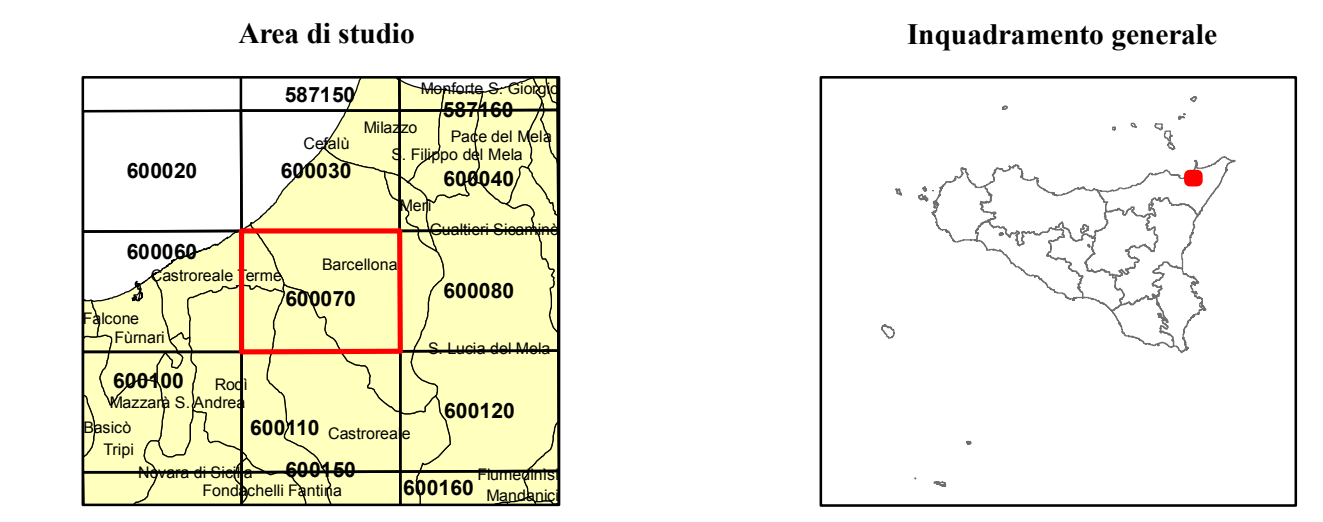 Area di studio
Inquadramento generale
587150
Monforte S. Giorgio
587160
Milazzo
Pace del Mela
Cefalù
S. Filippo del Mela
600020
600030
600040
Merì
Gualtieri Sicaminò
600060
Barcellona
Castroreale Terme
600070
600080
Falcone
Fùrnari
S. Lucia del Mela
600100
Rodì
Mazzarà S. Andrea
600120
Basicò
600110
Castroreale
Tripi
Novara di Sicilia
600150
Fiumedinisi
Fondachelli Fantina
600160
Mandanici